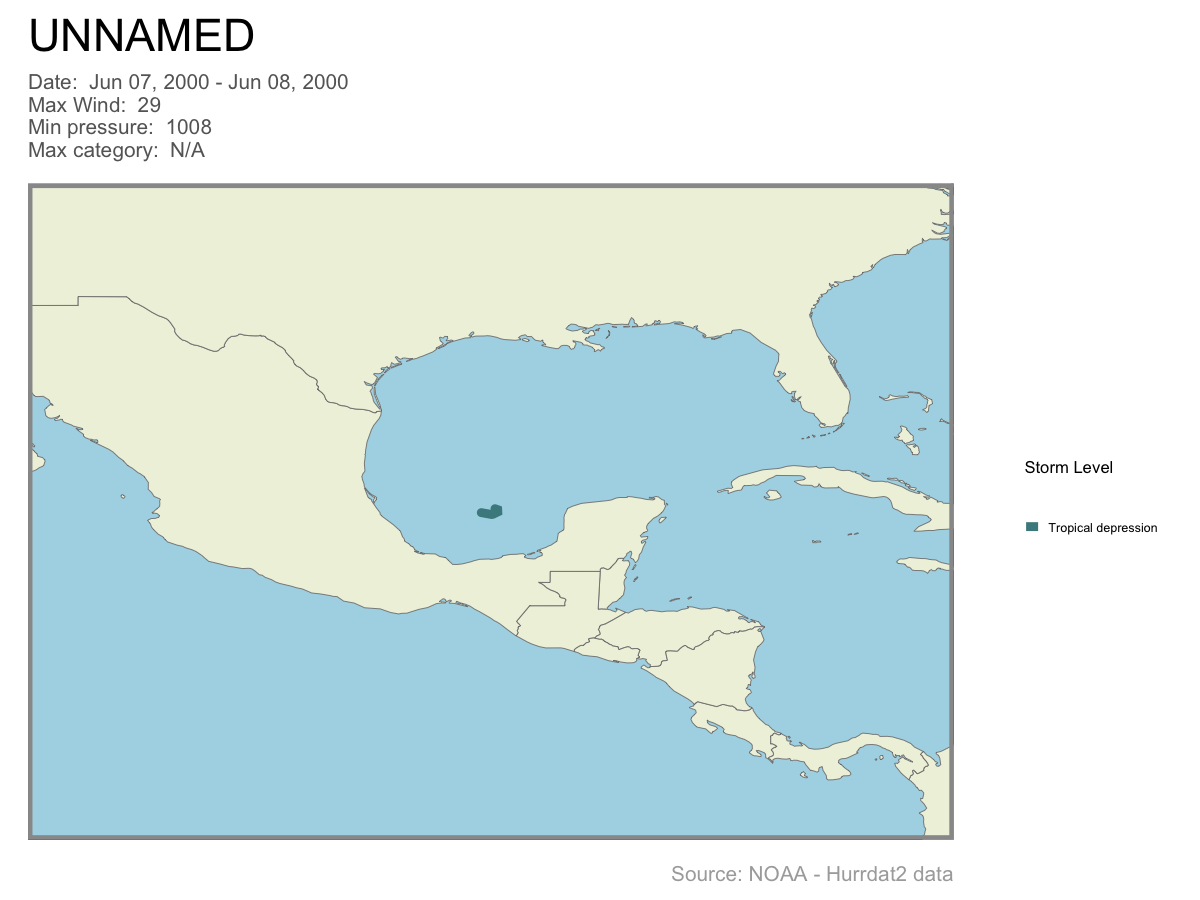 UNNAMED
Date:  Jun 07, 2000 - Jun 08, 2000
Max Wind:  29
Min pressure:  1008
Max category:  N/A
Storm Level
Tropical depression
Source: NOAA - Hurrdat2 data